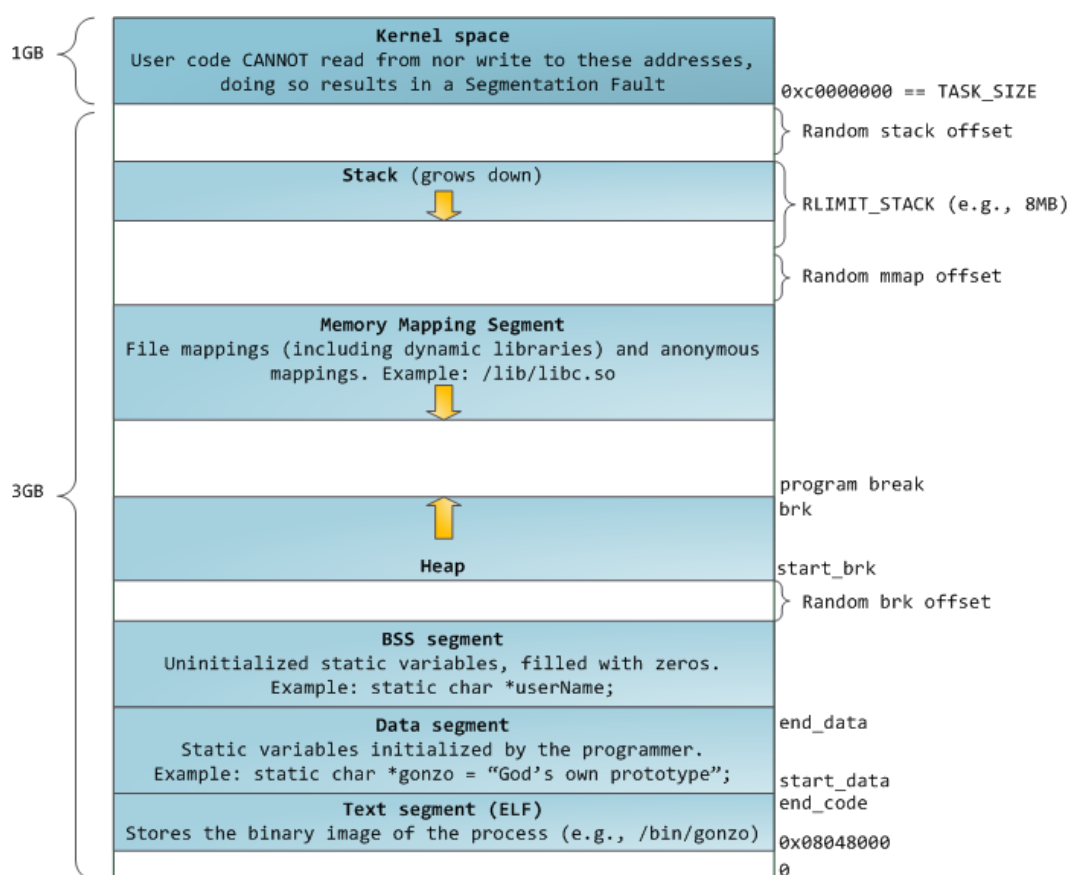 1GB
Kernel space
User code CANNOT read from nor write to these addresses,
doing so results in a Segmentation Fault
0xc0000000 == TASK_SIZE
Random stack offset
Stack (grows down)
RLIMIT_STACK (e.g., 8MB)
Random mmap offset
Memory Mapping Segment
File mappings (including dynamic libraries) and anonymous
mappings. Example: /lib/libc.so
3GB
program break
brk
Heap
start_brk
Random brk offset
BSS segment
Uninitialized static variables, filled with zeros.
Example: static char *userName;
Data segment
Static variables initialized by the programmer.
Example: static char *gonzo = “God’s own prototype”;
end_data
start_data
end_code
Text segment (ELF)
Stores the binary image of the process (e.g., /bin/gonzo)
0x08048000
0